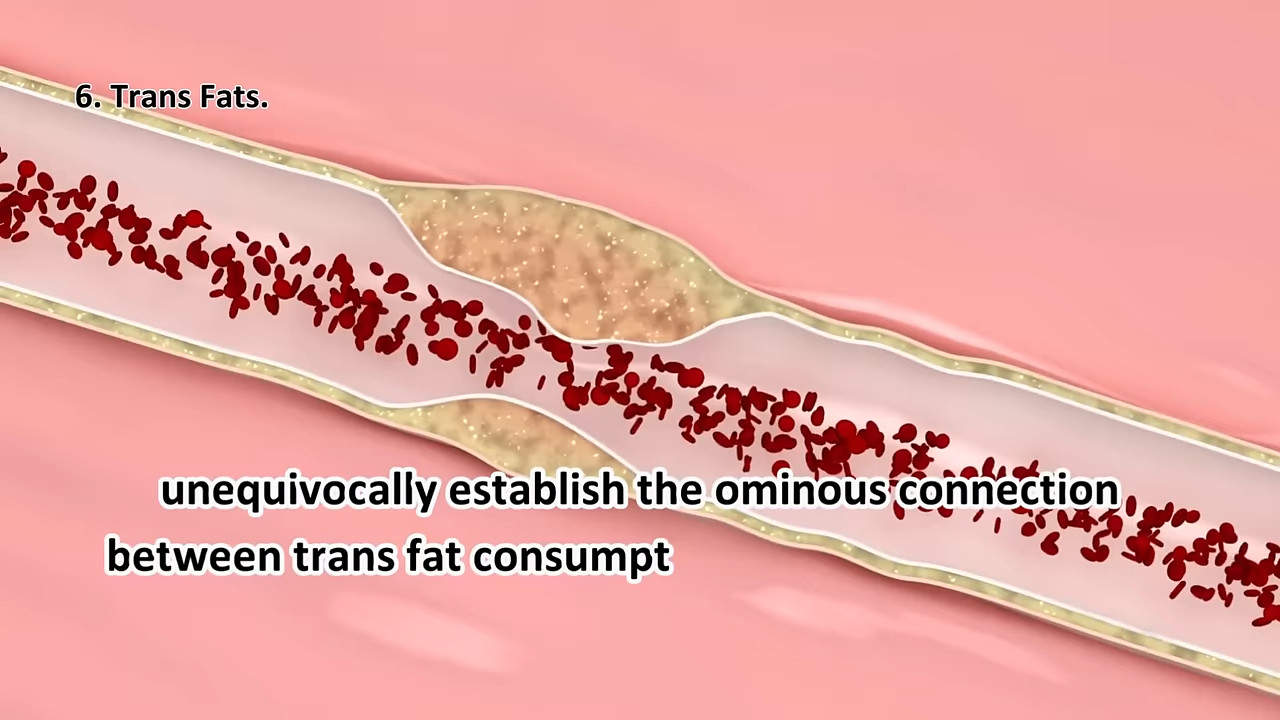 6. Trans Fats.
unequivocally establish the ominous connection
between trans fat consumpt